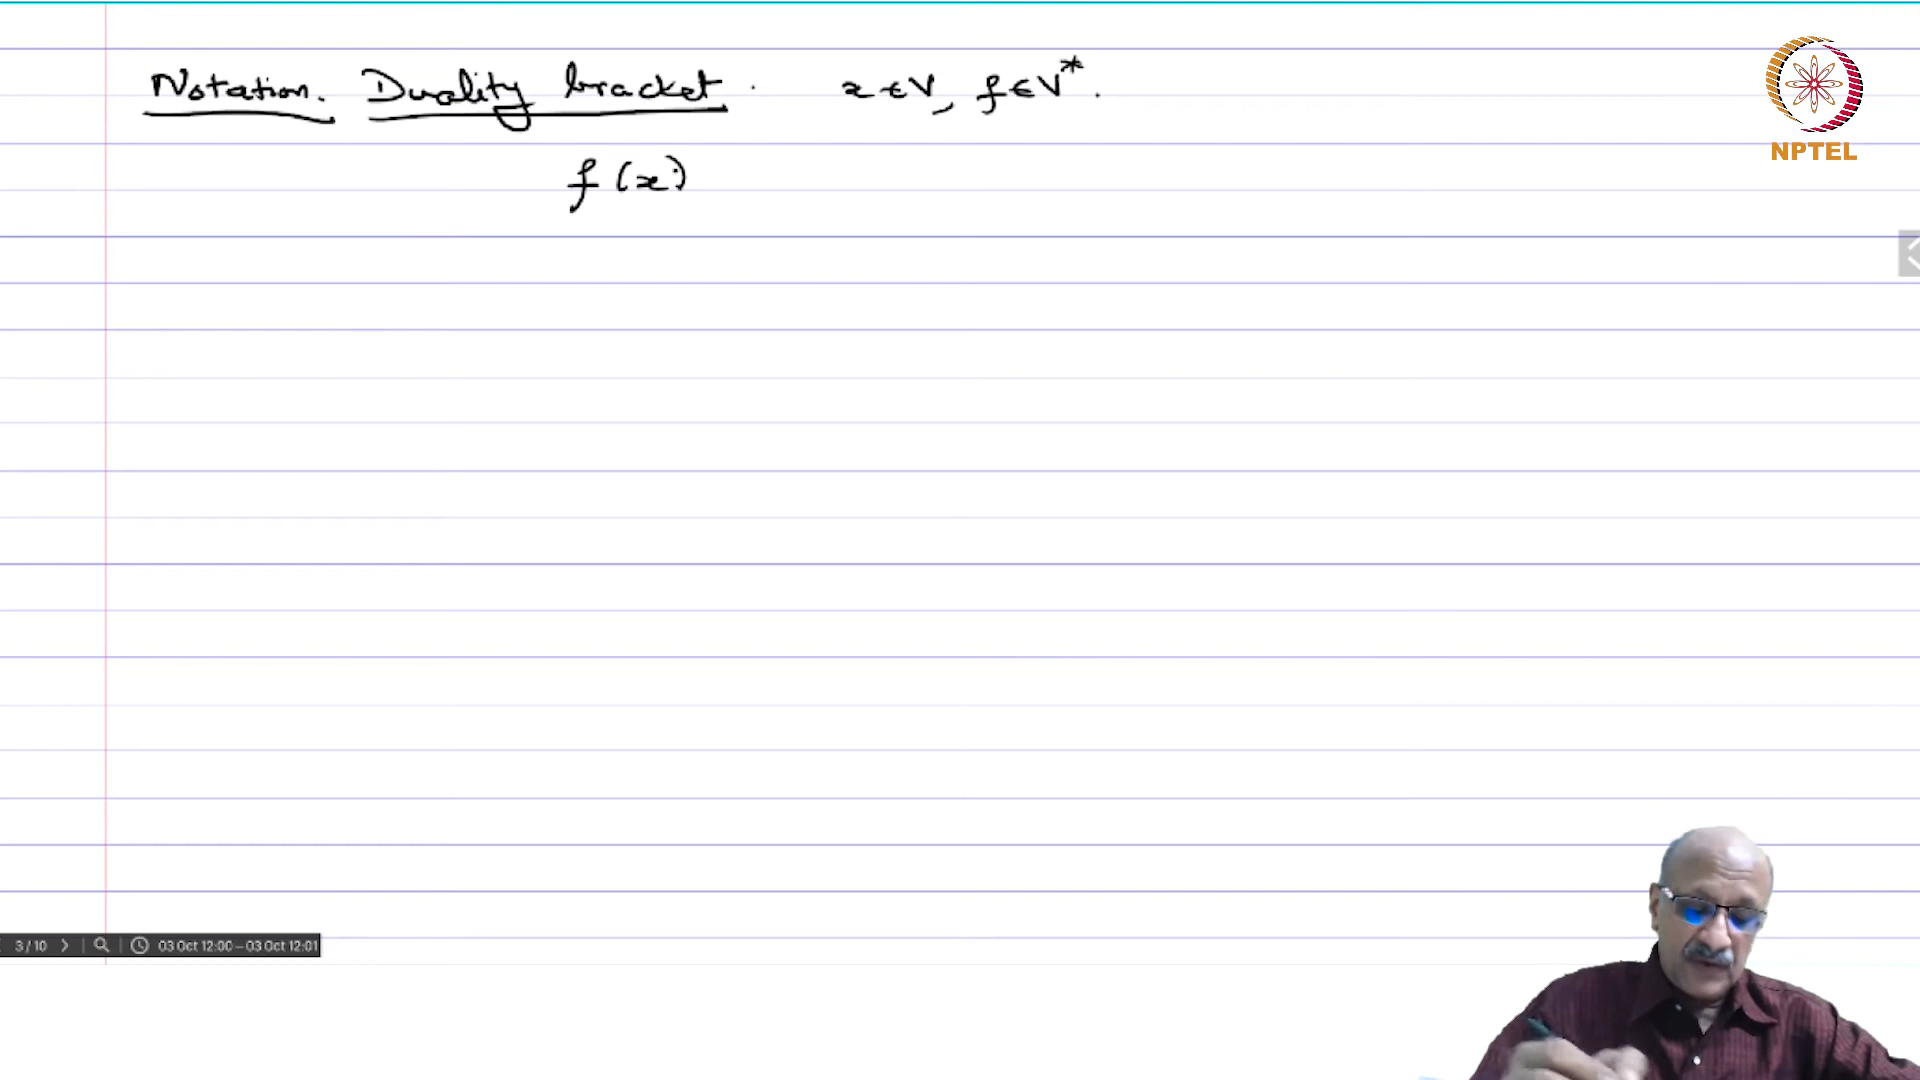 Notation. Duality bracket. x ∈ V, f ∈ V*.
NPTEL
f(x)
3/10 03 Oct 12:00 – 03 Oct 12:01